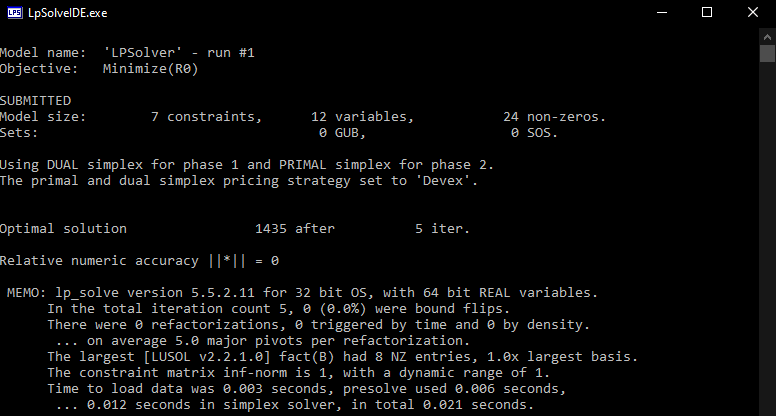 LPS LpSolveIDE.exe
Model name:  'LPSolver' - run #1
Objective:   Minimize(R0)
SUBMITTED
Model size:        7 constraints,      12 variables,           24 non-zeros.
Sets:                                   0 GUB,                  0 SOS.
Using DUAL simplex for phase 1 and PRIMAL simplex for phase 2.
The primal and dual simplex pricing strategy set to 'Devex'.
Optimal solution                1435 after          5 iter.
Relative numeric accuracy ||*|| = 0
MEMO: lp_solve version 5.5.2.11 for 32 bit OS, with 64 bit REAL variables.
In the total iteration count 5, 0 (0.0%) were bound flips.
There were 0 refactorizations, 0 triggered by time and 0 by density.
... on average 5.0 major pivots per refactorization.
The largest [LUSOL v2.2.1.0] fact(B) had 8 NZ entries, 1.0x largest basis.
The constraint matrix inf-norm is 1, with a dynamic range of 1.
Time to load data was 0.003 seconds, presolve used 0.006 seconds,
... 0.012 seconds in simplex solver, in total 0.021 seconds.